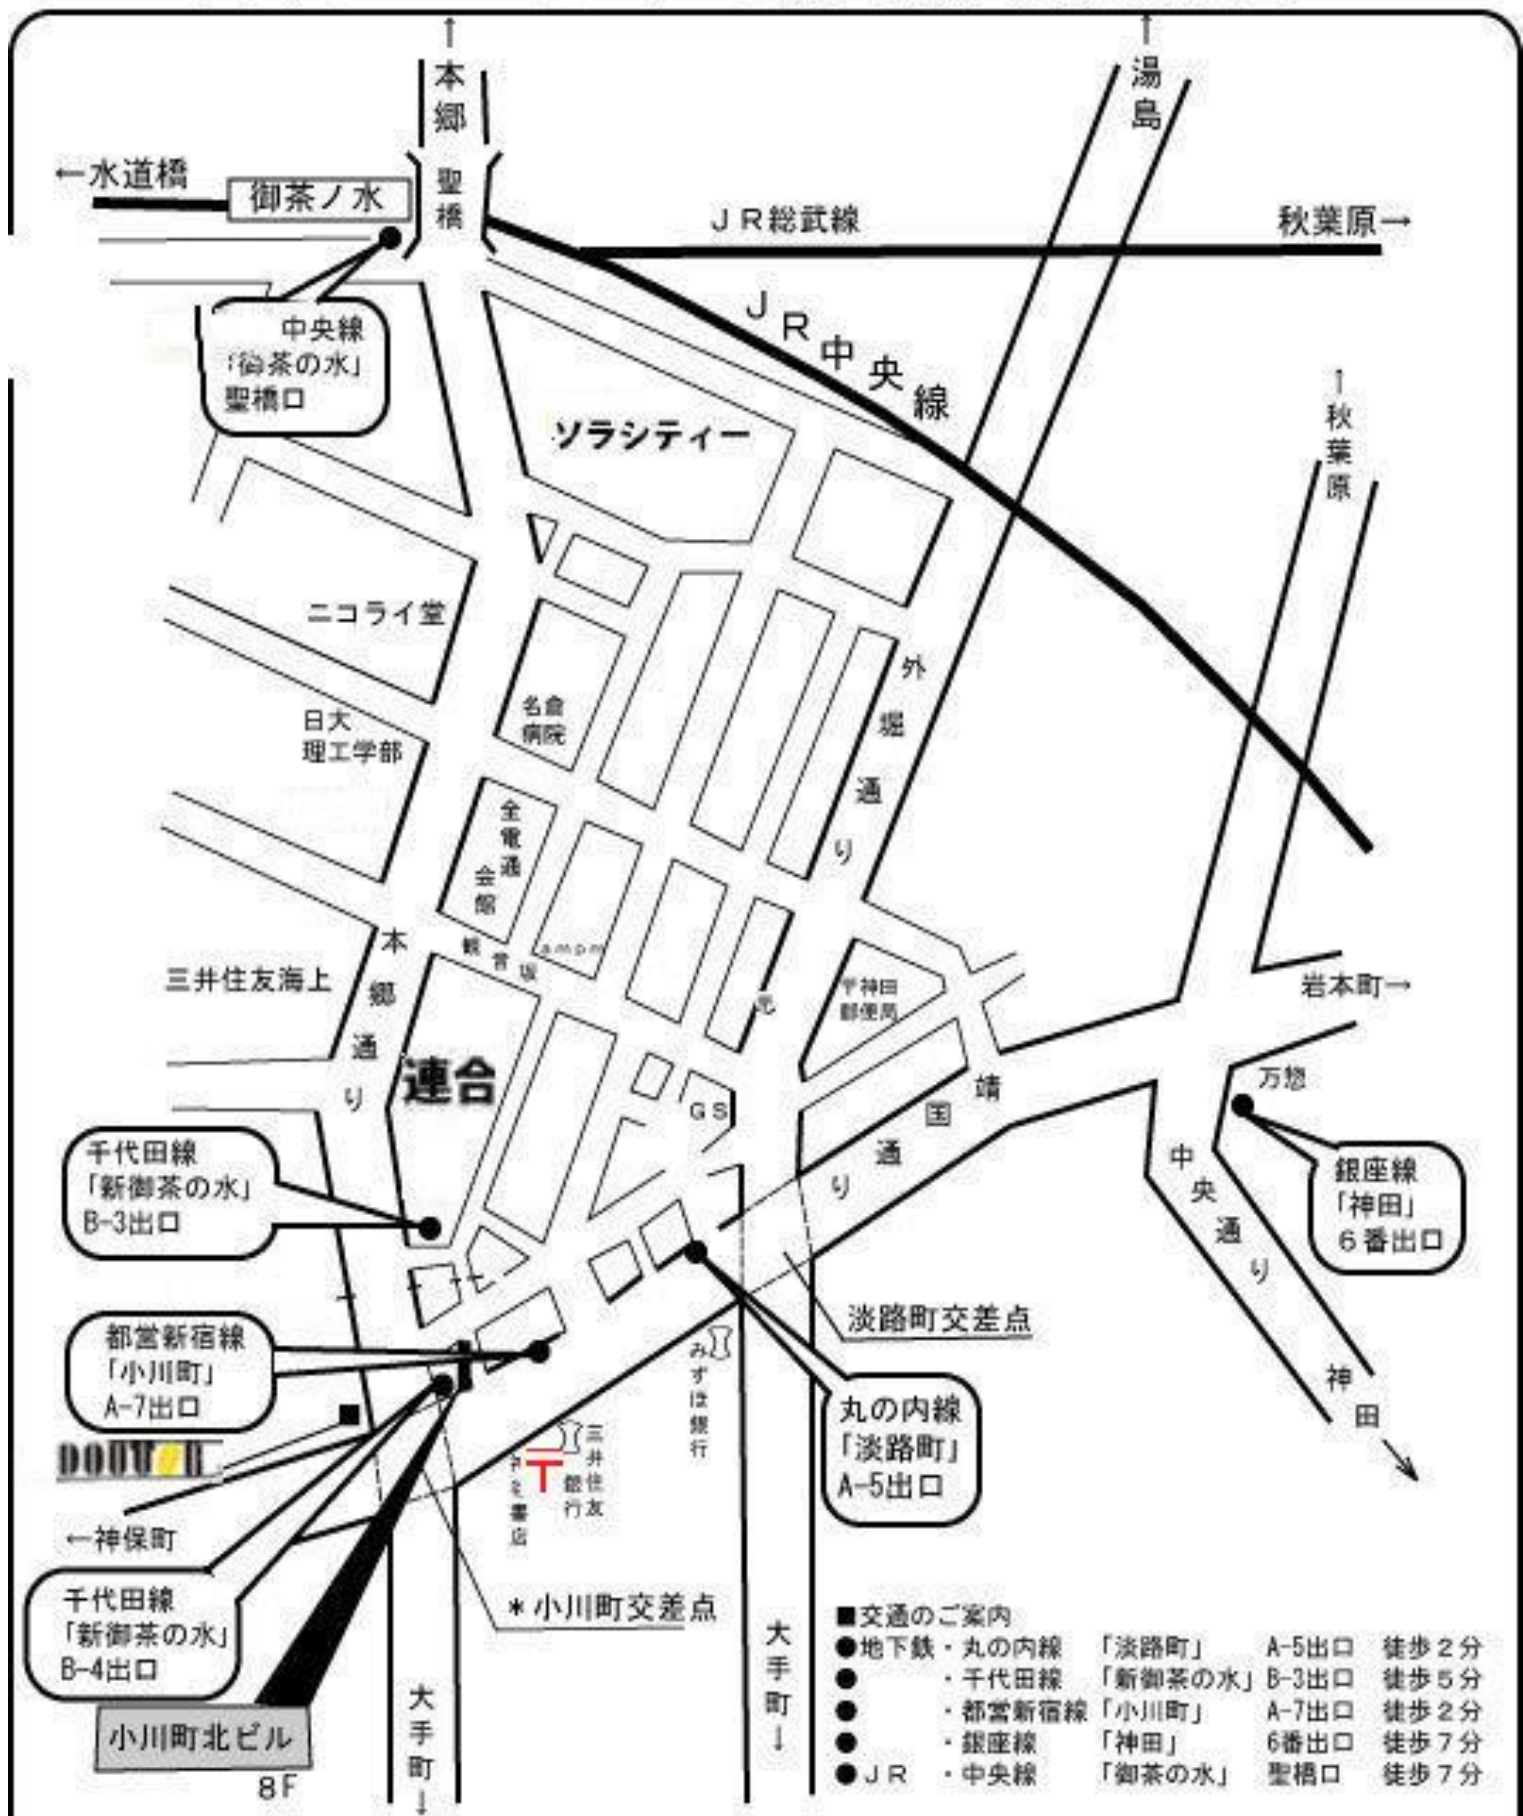 ↑本郷
↑湯島
←水道橋
御茶ノ水
聖橋
JR総武線
秋葉原→
JR中央線
中央線
「御茶の水」
聖橋口
ソラシティー
↑秋葉原
ニコライ堂
外堀通り
日大
理工学部
名倉
病院
全電通
会館
観音坂
ampm
本郷通り
三井住友海上
〒神田
郵便局
岩本町→
連合
GS
靖国通り
万惣
千代田線
「新御茶の水」
B-3出口
中央通り
銀座線
「神田」
6番出口
淡路町交差点
都営新宿線
「小川町」
A-7出口
みずほ銀行
神田
丸の内線
「淡路町」
A-5出口
三井住友
銀行
〒
書店
←神保町
千代田線
「新御茶の水」
B-4出口
*小川町交差点
大手町↓
大手町↓
小川町北ビル
8F
■交通のご案内
●地下鉄・丸の内線 「淡路町」 A-5出口 徒歩2分
● ・千代田線 「新御茶の水」 B-3出口 徒歩5分
● ・都営新宿線 「小川町」 A-7出口 徒歩2分
● ・銀座線 「神田」 6番出口 徒歩7分
●JR ・中央線 「御茶の水」 聖橋口 徒歩7分